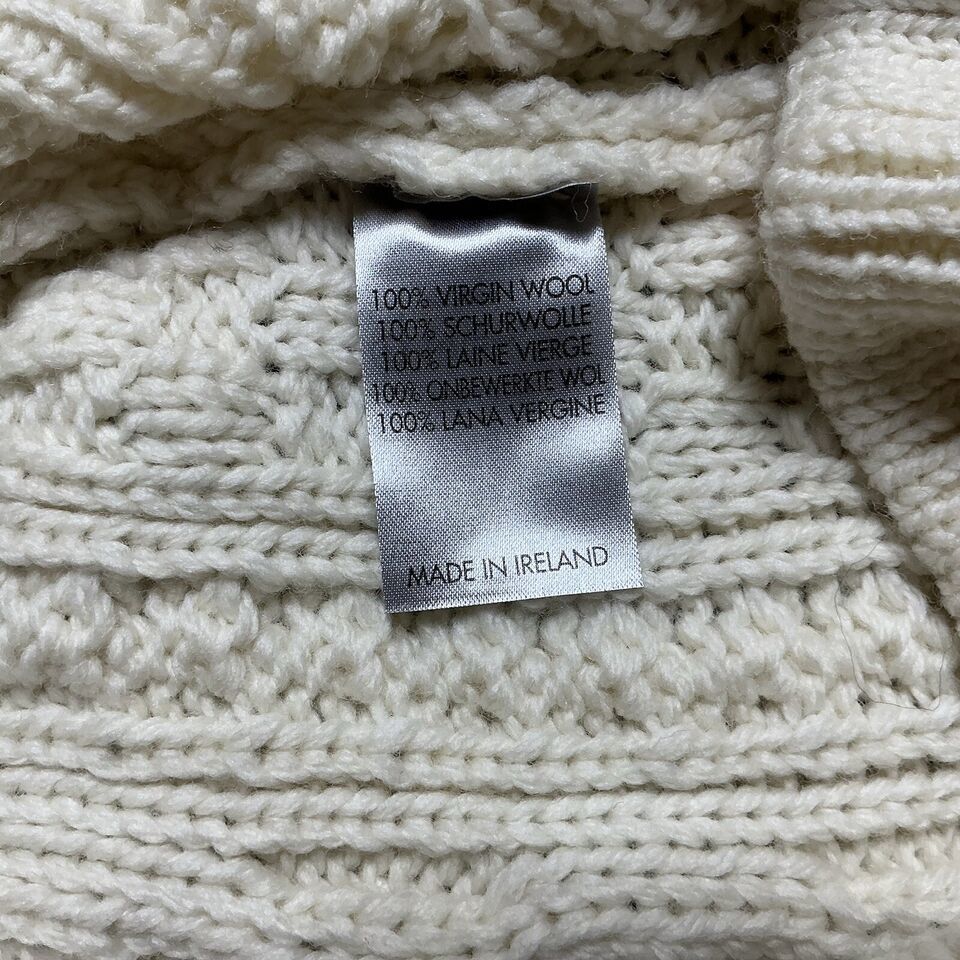 100% VIRGIN WOOL
100% SCHURWOLLE
100% LAINE VIERGE
100% ONBEWERKTE WOL
100% LANA VERGINE
MADE IN IRELAND